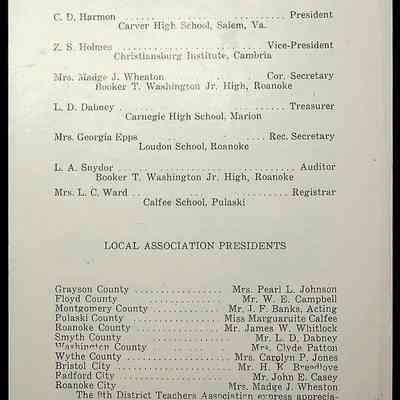 C. D. Harmon .................... President
Carver High School, Salem, Va.
Z. S. Holmes .................... Vice-President
Christiansburg Institute, Cambria
Mrs. Madge J. Wheaton .................... Cor. Secretary
Booker T. Washington Jr. High, Roanoke
L. D. Dabney .................... Treasurer
Carnegie High School, Marion
Mrs. Georgia Epps .................... Rec. Secretary
Loudon School, Roanoke
L. A. Snydor .................... Auditor
Booker T. Washington Jr. High, Roanoke
Mrs. L. C. Ward .................... Registrar
Calfee School, Pulaski
LOCAL ASSOCIATION PRESIDENTS
Grayson County .............. Mrs. Pearl L. Johnson
Floyd County .............. Mr. W. E. Campbell
Montgomery County .............. Mr. J. F. Banks, Acting
Pulaski County .............. Miss Marguaruite Calfee
Roanoke County .............. Mr. James W. Whitlock
Smyth County .............. Mr. L. D. Dabney
Washington County .............. Mrs. Clyde Patton
Wythe County .............. Mrs. Carolyn P. Jones
Bristol City .............. Mr. H. K. Breedlove
Radford City .............. Mr. John E. Casey
Roanoke City .............. Mrs. Madge J. Wheaton
The 9th District Teachers Association express apprecia-